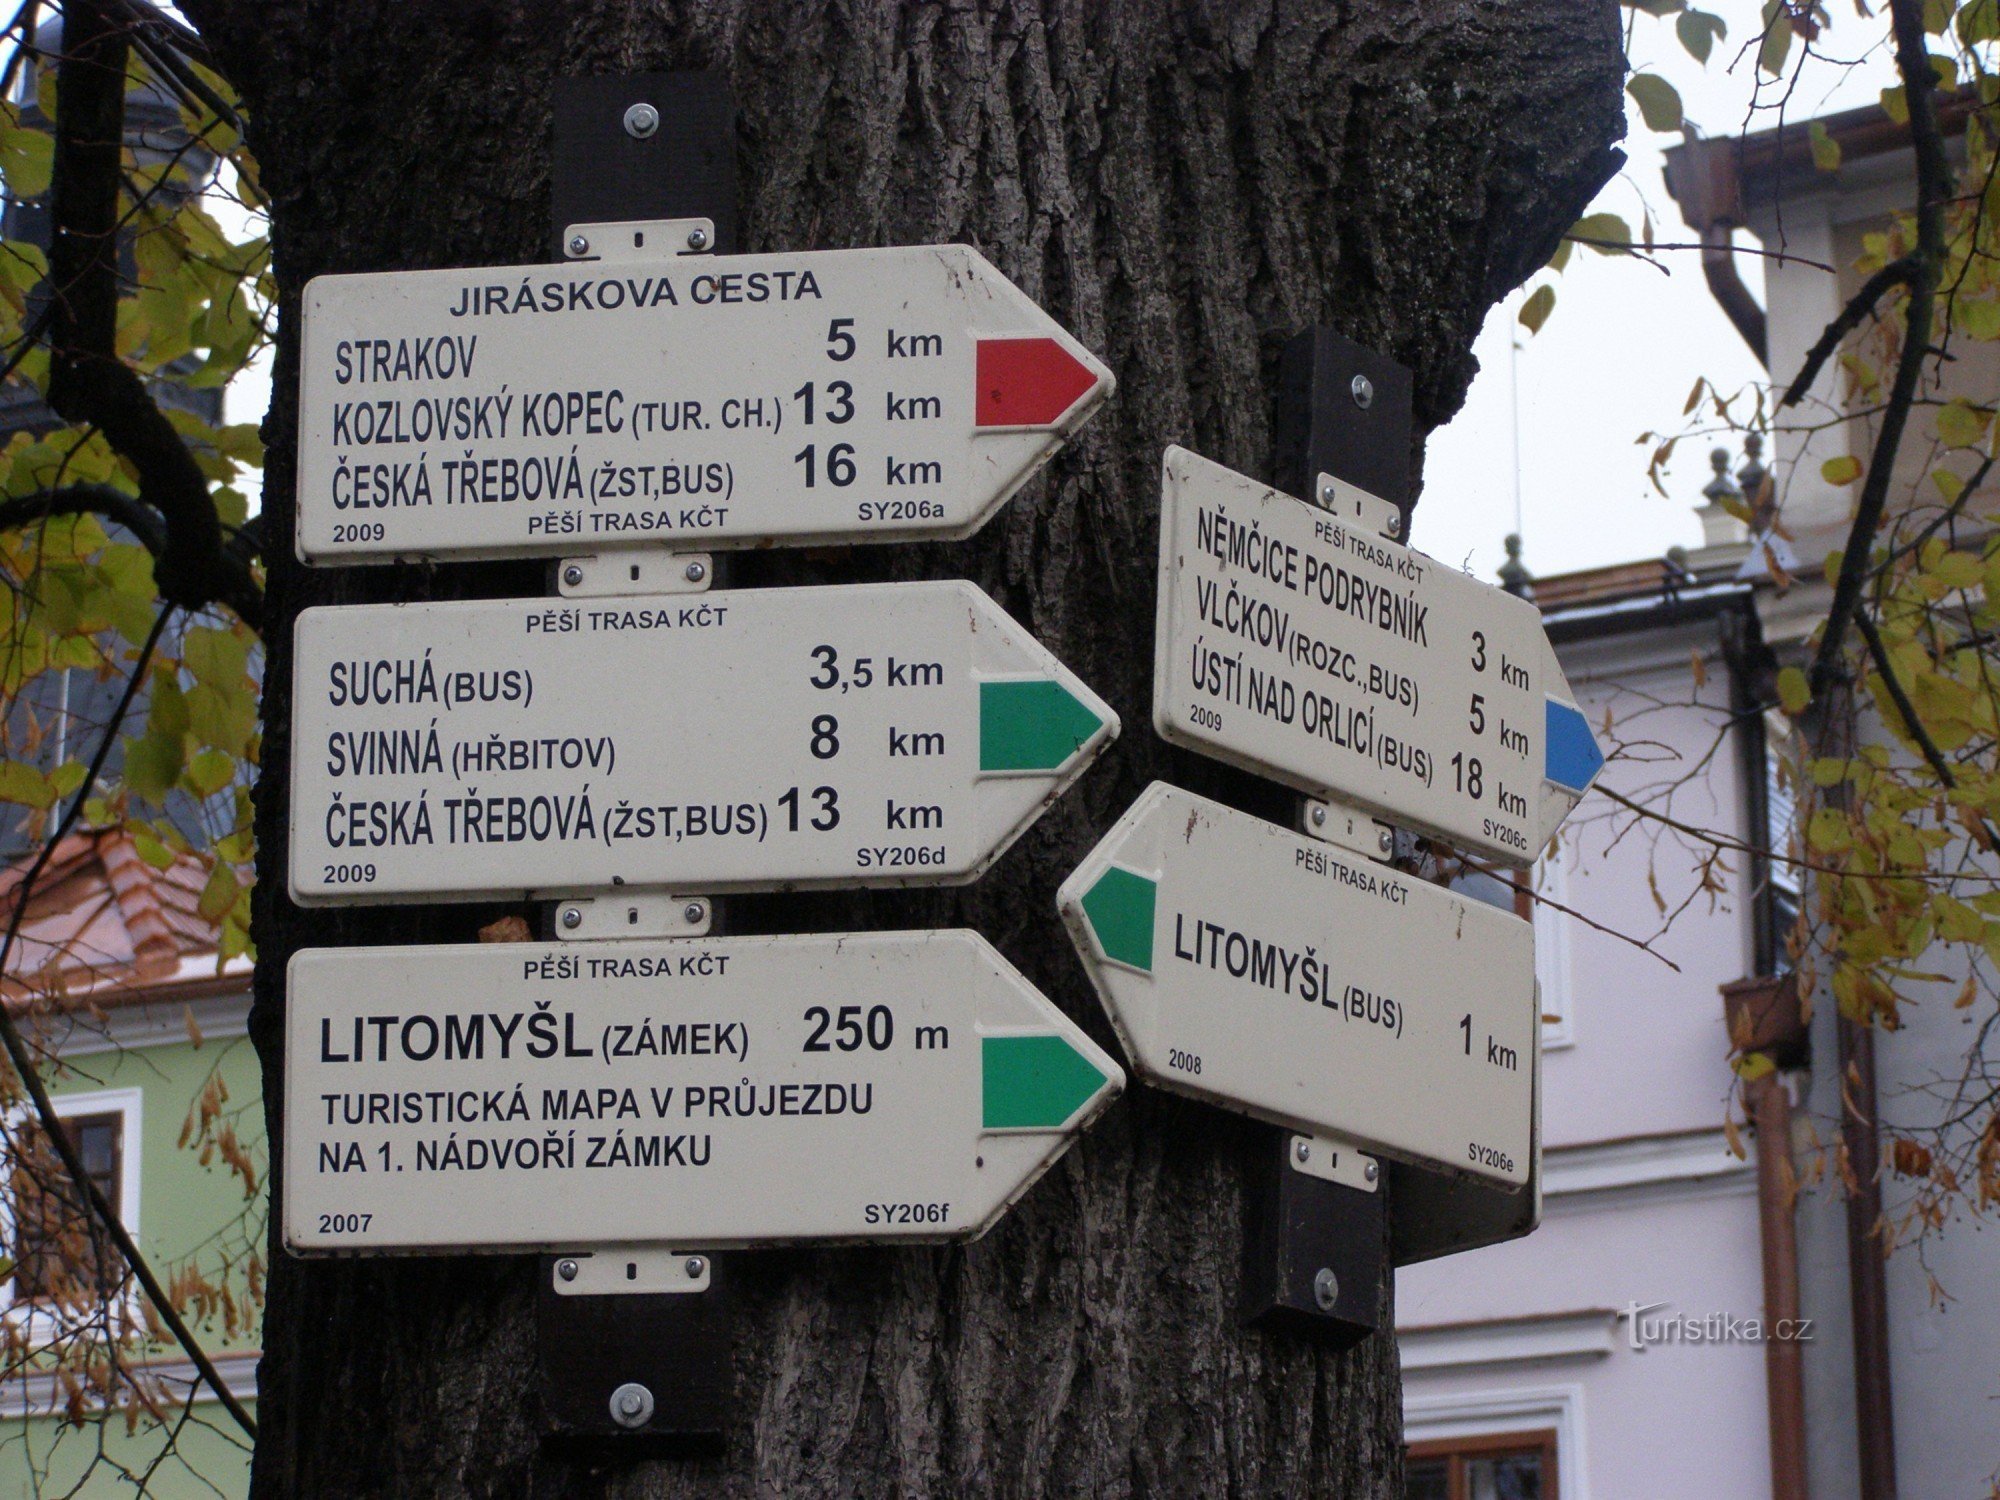 JIRÁSKOVA CESTA
STRAKOV 5 km
KOZLOVSKÝ KOPEC (TUR. CH.) 13 km
ČESKÁ TŘEBOVÁ (ŽST,BUS) 16 km
2009 PĚŠÍ TRASA KČT SY206a
PĚŠÍ TRASA KČT
SUCHÁ (BUS) 3,5 km
SVINNÁ (HŘBITOV) 8 km
ČESKÁ TŘEBOVÁ (ŽST,BUS) 13 km
2009 SY206d
PĚŠÍ TRASA KČT
LITOMYŠL (ZÁMEK) 250 m
TURISTICKÁ MAPA V PRŮJEZDU
NA 1. NÁDVOŘÍ ZÁMKU
2007 SY206f
PĚŠÍ TRASA KČT
NĚMČICE PODRYBNÍK 3 km
VLČKOV (ROZC.,BUS) 5 km
ÚSTÍ NAD ORLICÍ (BUS) 18 km
2009 SY206c
PĚŠÍ TRASA KČT
LITOMYŠL (BUS) 1 km
2008 SY206e
Turistika.cz